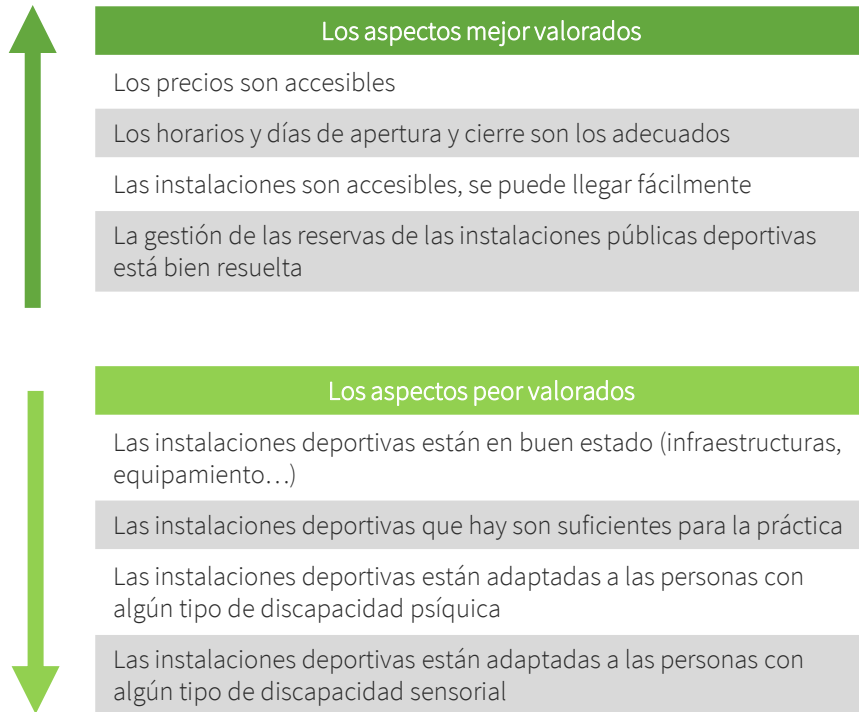 Los aspectos mejor valorados
Los precios son accesibles
Los horarios y días de apertura y cierre son los adecuados
Las instalaciones son accesibles, se puede llegar fácilmente
La gestión de las reservas de las instalaciones públicas deportivas
está bien resuelta
Los aspectos peor valorados
Las instalaciones deportivas están en buen estado (infraestructuras,
equipamiento…)
Las instalaciones deportivas que hay son suficientes para la práctica
Las instalaciones deportivas están adaptadas a las personas con
algún tipo de discapacidad psíquica
Las instalaciones deportivas están adaptadas a las personas con
algún tipo de discapacidad sensorial